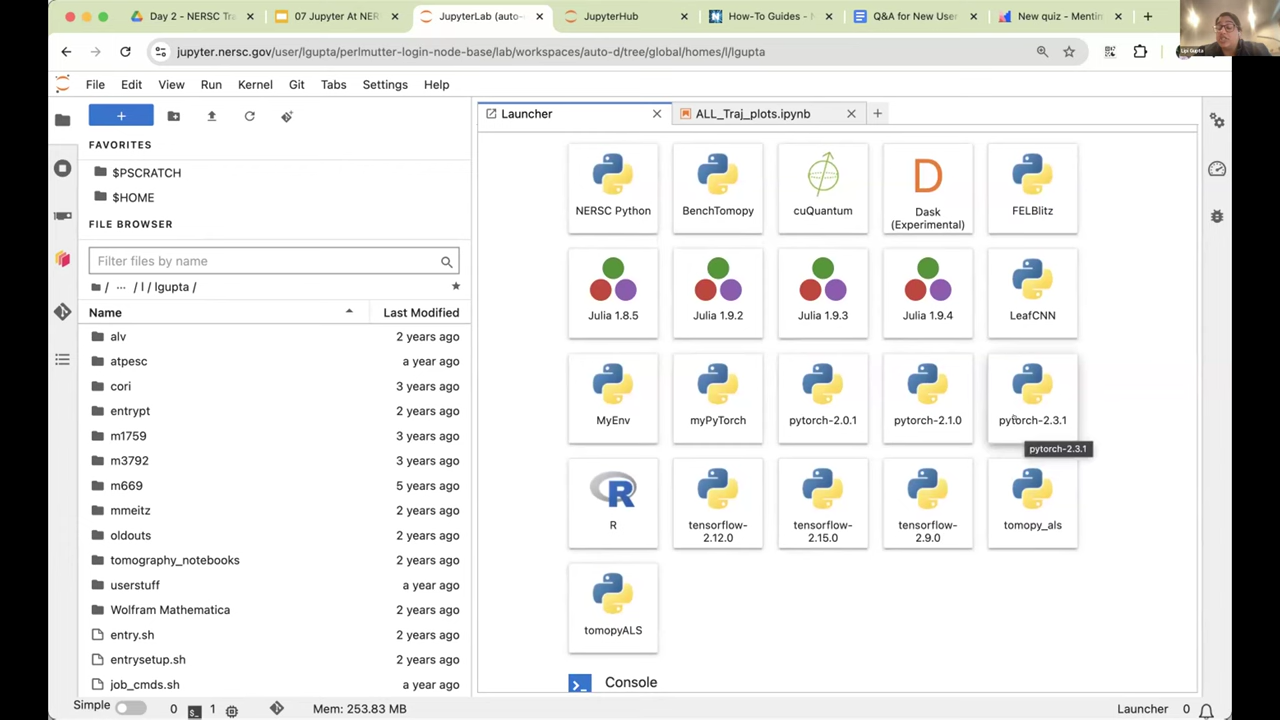 Day 2 - NERSC Tra
07 Jupyter At NER
JupyterLab (auto-
JupyterHub
How-To Guides -
Q&A for New User
New quiz - Mentim
Lipi Gupta
jupyter.nersc.gov/user/lgupta/perlmutter-login-node-base/lab/workspaces/auto-d/tree/global/homes/l/lgupta
File Edit View Run Kernel Git Tabs Settings Help
Launcher
ALL_Traj_plots.ipynb
FAVORITES
$PSCRATCH
$HOME
FILE BROWSER
Filter files by name
/ ··· / l / lgupta /
Name Last Modified
alv 2 years ago
atpesc a year ago
cori 3 years ago
entrypt 2 years ago
m1759 3 years ago
m3792 3 years ago
m669 5 years ago
mmeitz 2 years ago
oldouts 2 years ago
tomography_notebooks 2 years ago
userstuff a year ago
Wolfram Mathematica 2 years ago
entry.sh 2 years ago
entrysetup.sh 2 years ago
job_cmds.sh a year ago
NERSC Python
BenchTomopy
cuQuantum
D
Dask
(Experimental)
FELBlitz
Julia 1.8.5
Julia 1.9.2
Julia 1.9.3
Julia 1.9.4
LeafCNN
MyEnv
myPyTorch
pytorch-2.0.1
pytorch-2.1.0
pytorch-2.3.1
pytorch-2.3.1
R
R
tensorflow-
2.12.0
tensorflow-
2.15.0
tensorflow-
2.9.0
tomopy_als
tomopyALS
Console
Simple 0 1 Mem: 253.83 MB Launcher 0